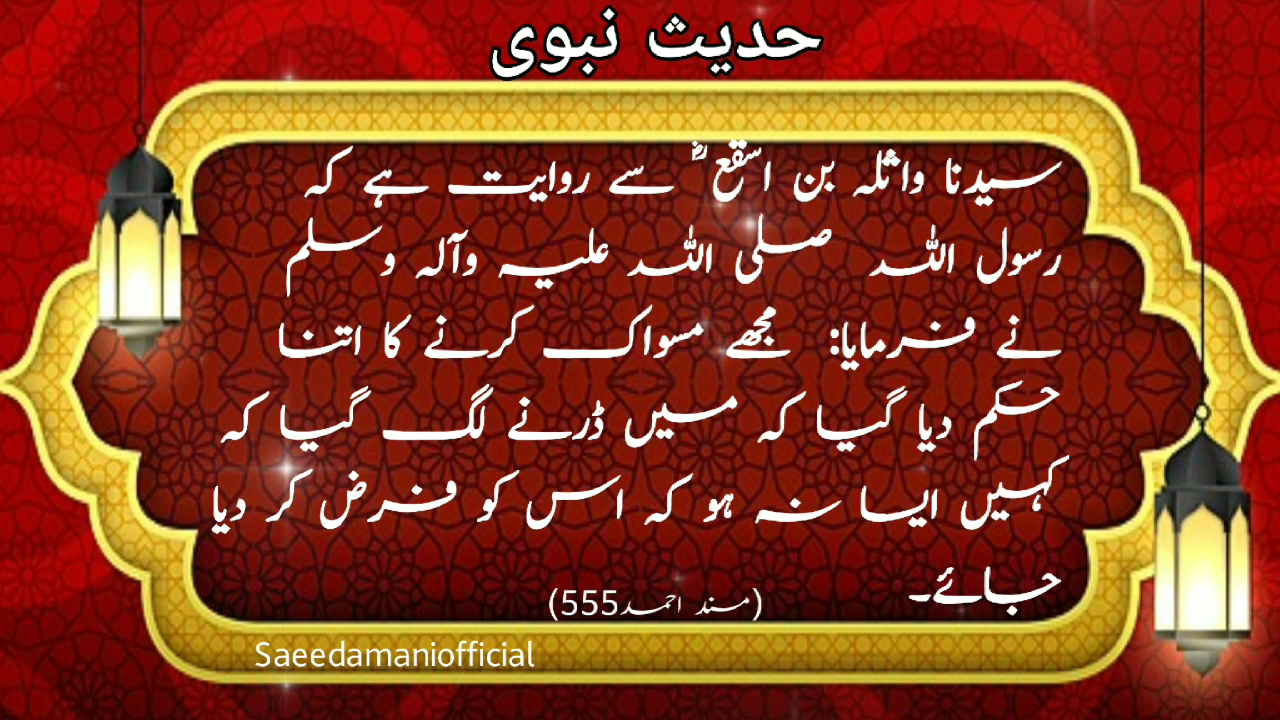 حدیث نبوی
سیدنا واثلہ بن اسقعؓ سے روایت ہے کہ
رسول اللہ صلی اللہ علیہ وآلہ وسلم
نے فرمایا: مجھے مسواک کرنے کا اتنا
حکم دیا گیا کہ میں ڈرنے لگ گیا کہ
کہیں ایسا نہ ہو کہ اس کو فرض کر دیا
جائے۔
(مسند احمد555)
Saeedamaniofficial